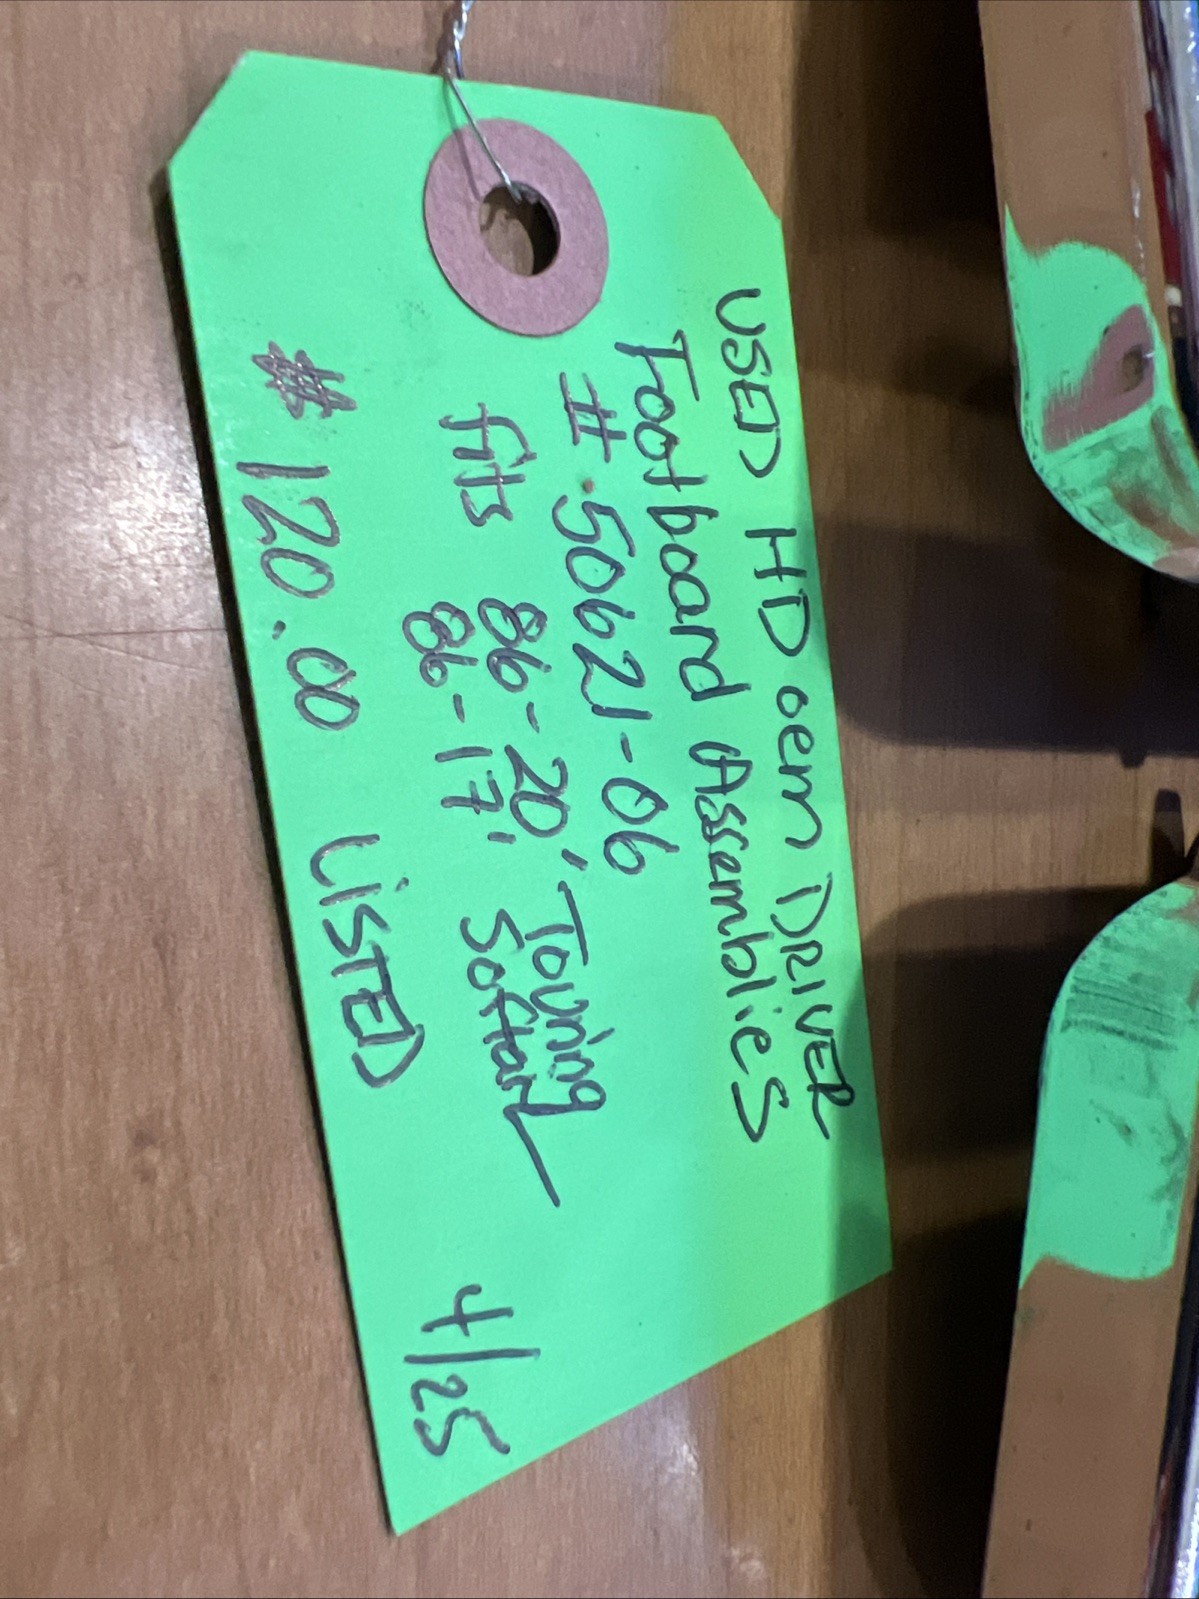 USED HD oem DRIVER
Footboard Assemblies
# 50621-06
fits 86-20' Touring
86-17' Softail
# 120.00 LISTED 4/25